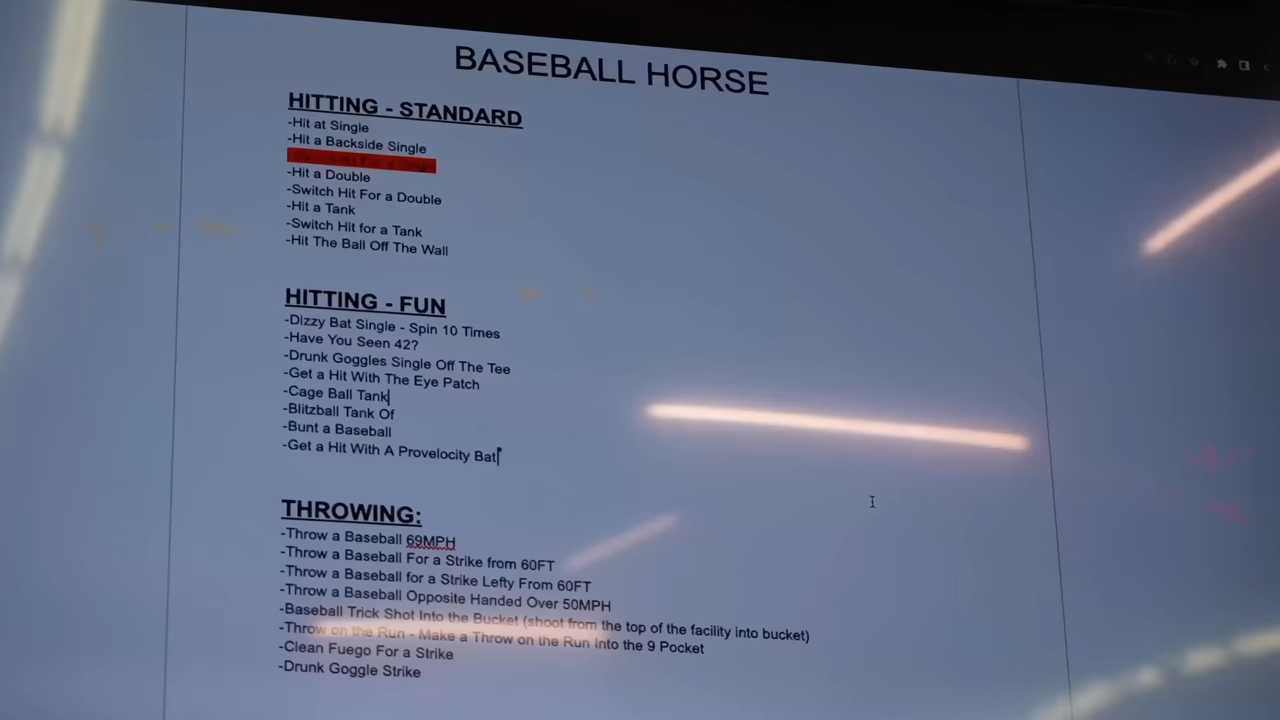 BASEBALL HORSE
HITTING - STANDARD
-Hit at Single
-Hit a Backside Single
-Hit a Double
-Switch Hit For a Double
-Hit a Tank
-Switch Hit for a Tank
-Hit The Ball Off The Wall
HITTING - FUN
-Dizzy Bat Single - Spin 10 Times
-Have You Seen 42?
-Drunk Goggles Single Off The Tee
-Get a Hit With The Eye Patch
-Cage Ball Tank
-Blitzball Tank Of
-Bunt a Baseball
-Get a Hit With A Provelocity Bat
THROWING:
-Throw a Baseball 69MPH
-Throw a Baseball For a Strike from 60FT
-Throw a Baseball for a Strike Lefty From 60FT
-Throw a Baseball Opposite Handed Over 50MPH
-Baseball Trick Shot Into the Bucket (shoot from the top of the facility into bucket)
-Throw on the Run - Make a Throw on the Run Into the 9 Pocket
-Clean Fuego For a Strike
-Drunk Goggle Strike